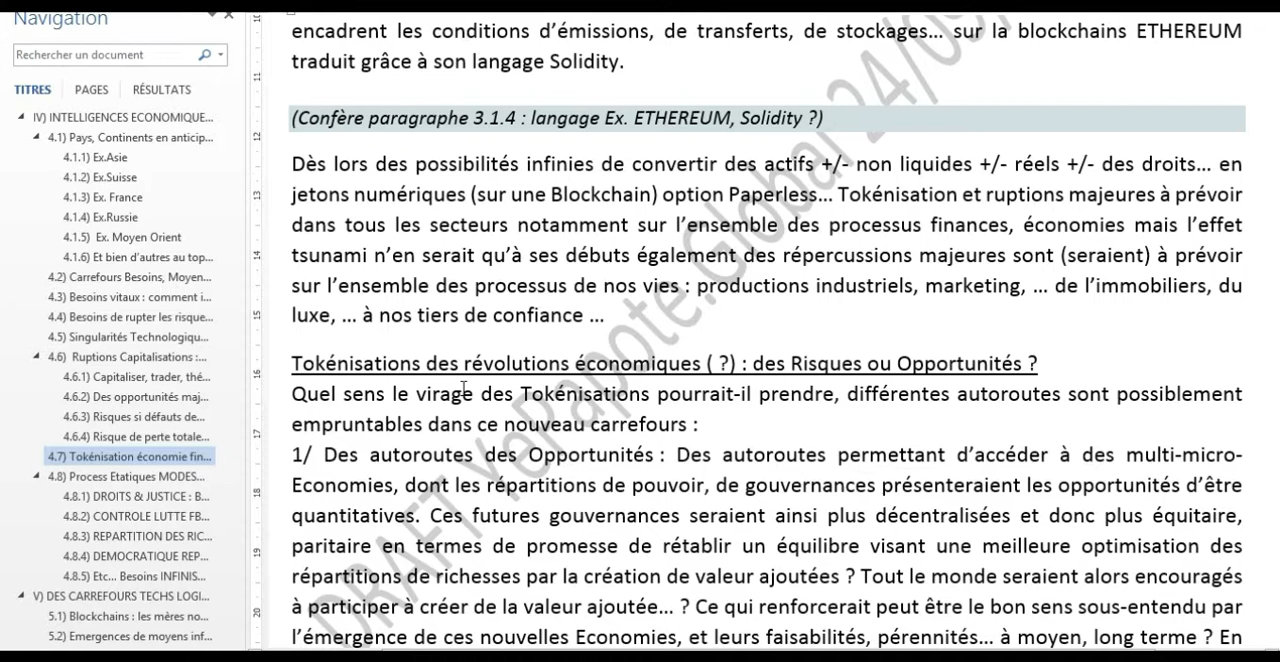 Navigation
Rechercher un document
TITRES PAGES RÉSULTATS
IV) INTELLIGENCES ECONOMIQUE...
4.1) Pays, Continents en anticip...
4.1.1) Ex.Asie
4.1.2) Ex.Suisse
4.1.3) Ex. France
4.1.4) Ex.Russie
4.1.5) Ex. Moyen Orient
4.1.6) Et bien d'autres au top...
4.2) Carrefours Besoins, Moyen...
4.3) Besoins vitaux : comment i...
4.4) Besoins de rupter les risque...
4.5) Singularités Technologiqu...
4.6) Ruptions Capitalisations :...
4.6.1) Capitaliser, trader, thé...
4.6.2) Des opportunités maj...
4.6.3) Risques si défauts de...
4.6.4) Risque de perte totale...
4.7) Tokénisation économie fin...
4.8) Process Etatiques MODES...
4.8.1) DROITS & JUSTICE : B...
4.8.2) CONTROLE LUTTE FB...
4.8.3) REPARTITION DES RIC...
4.8.4) DEMOCRATIQUE REP...
4.8.5) Etc... Besoins INFINIS...
V) DES CARREFOURS TECHS LOGI...
5.1) Blockchains : les mères no...
5.2) Emergences de moyens inf...
10
11
12
13
14
15
16
17
18
19
20
encadrent les conditions d'émissions, de transferts, de stockages... sur la blockchains ETHEREUM
traduit grâce à son langage Solidity.
(Confère paragraphe 3.1.4 : langage Ex. ETHEREUM, Solidity ?)
Dès lors des possibilités infinies de convertir des actifs +/- non liquides +/- réels +/- des droits... en
jetons numériques (sur une Blockchain) option Paperless... Tokénisation et ruptions majeures à prévoir
dans tous les secteurs notamment sur l'ensemble des processus finances, économies mais l'effet
tsunami n'en serait qu'à ses débuts également des répercussions majeures sont (seraient) à prévoir
sur l'ensemble des processus de nos vies : productions industriels, marketing, ... de l'immobiliers, du
luxe, ... à nos tiers de confiance ...
Tokénisations des révolutions économiques ( ?) : des Risques ou Opportunités ?
Quel sens le virage des Tokénisations pourrait-il prendre, différentes autoroutes sont possiblement
empruntables dans ce nouveau carrefours :
1/ Des autoroutes des Opportunités : Des autoroutes permettant d'accéder à des multi-micro-
Economies, dont les répartitions de pouvoir, de gouvernances présenteraient les opportunités d'être
quantitatives. Ces futures gouvernances seraient ainsi plus décentralisées et donc plus équitaire,
paritaire en termes de promesse de rétablir un équilibre visant une meilleure optimisation des
répartitions de richesses par la création de valeur ajoutées ? Tout le monde seraient alors encouragés
à participer à créer de la valeur ajoutée... ? Ce qui renforcerait peut être le bon sens sous-entendu par
l'émergence de ces nouvelles Economies, et leurs faisabilités, pérennités... à moyen, long terme ? En
DRAFT YePapote.Global 24/09/